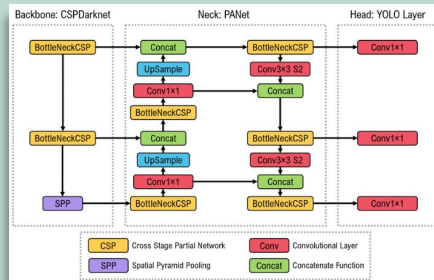 Backbone: CSPDarknet
Neck: PANet
Head: YOLO Layer
BottleNeckCSP
Concat
BottleNeckCSP
Conv1×1
UpSample
Conv3×3 S2
Conv1×1
Concat
BottleNeckCSP
BottleNeckCSP
Concat
BottleNeckCSP
Conv1×1
UpSample
Conv3×3 S2
Conv1×1
Concat
SPP
BottleNeckCSP
BottleNeckCSP
Conv1×1
CSP
Cross Stage Partial Network
Conv
Convolutional Layer
SPP
Spatial Pyramid Pooling
Concat
Concatenate Function